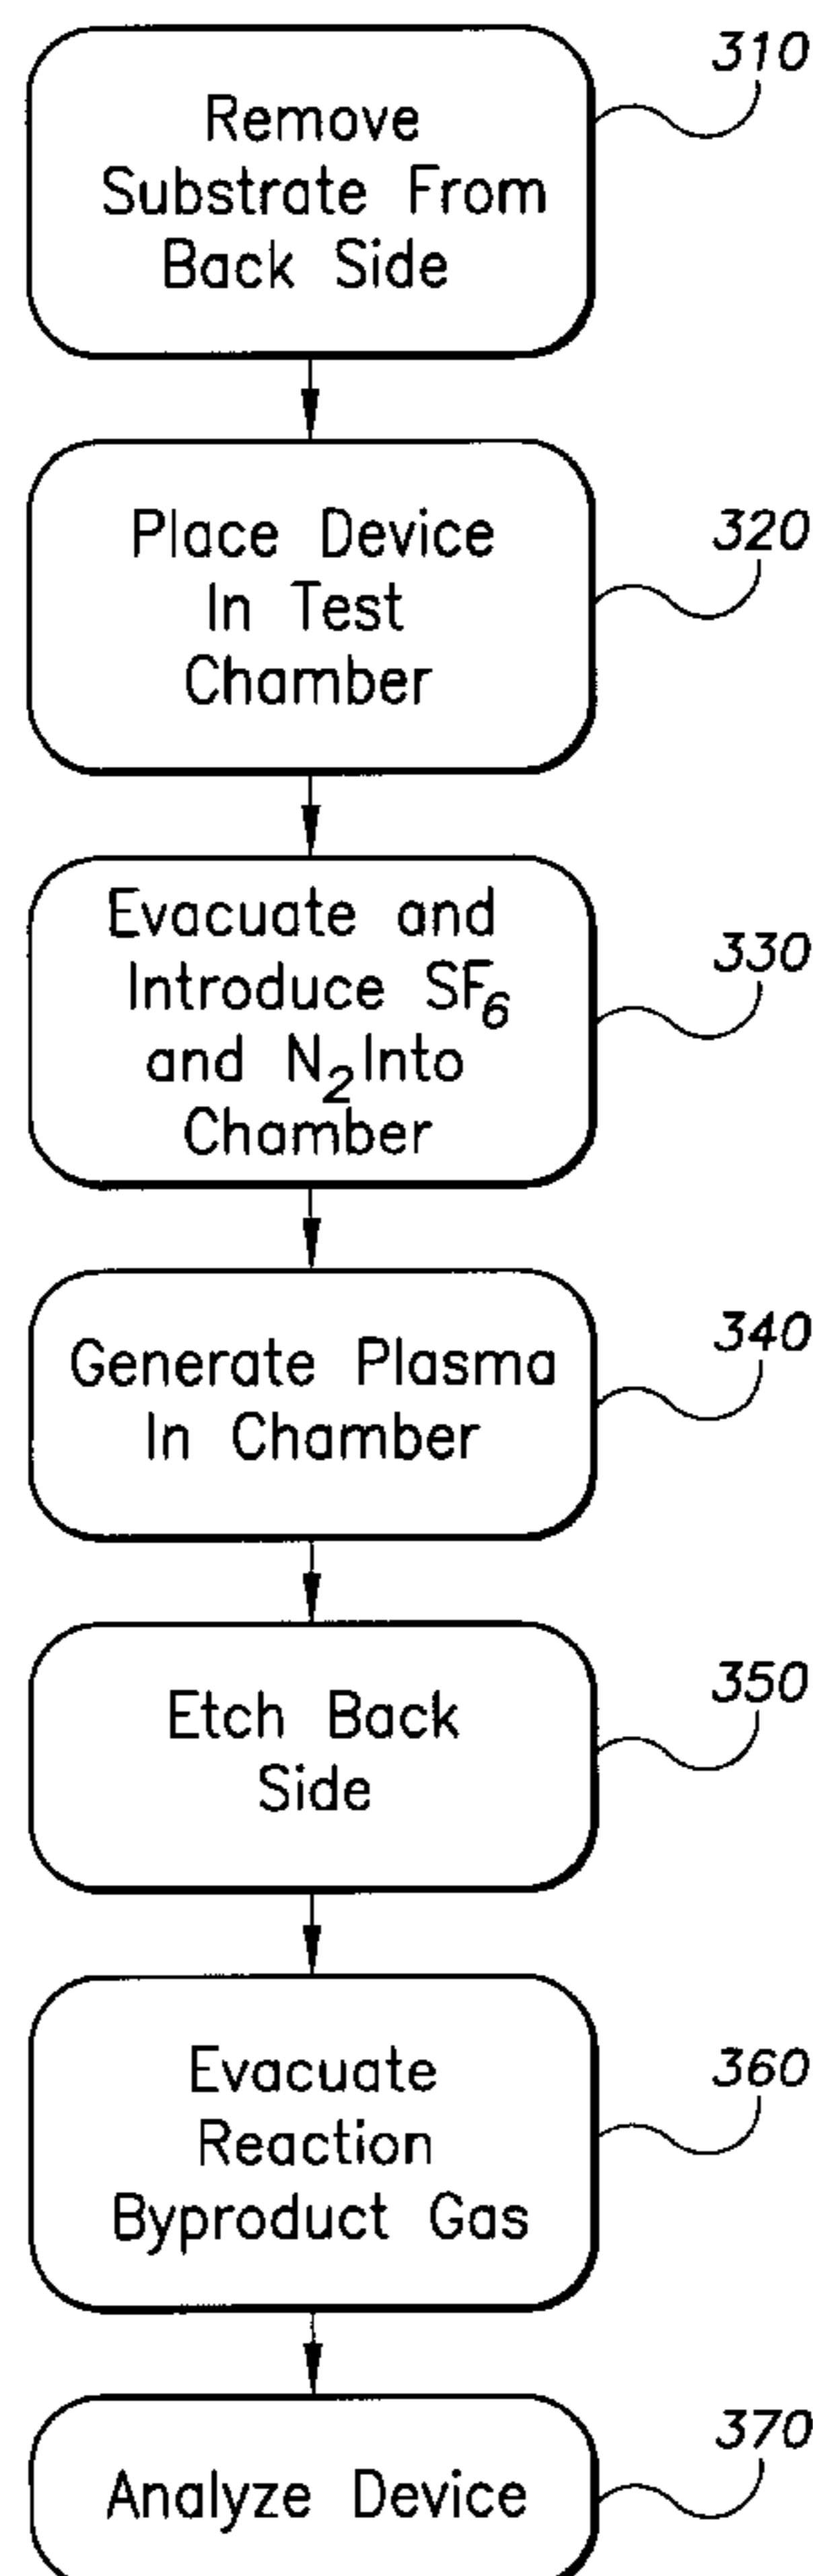 310
Remove
Substrate From
Back Side
320
Place Device
In Test
Chamber
330
Evacuate and
Introduce SF6
and N2 Into
Chamber
340
Generate Plasma
In Chamber
350
Etch Back
Side
360
Evacuate
Reaction
Byproduct Gas
370
Analyze Device